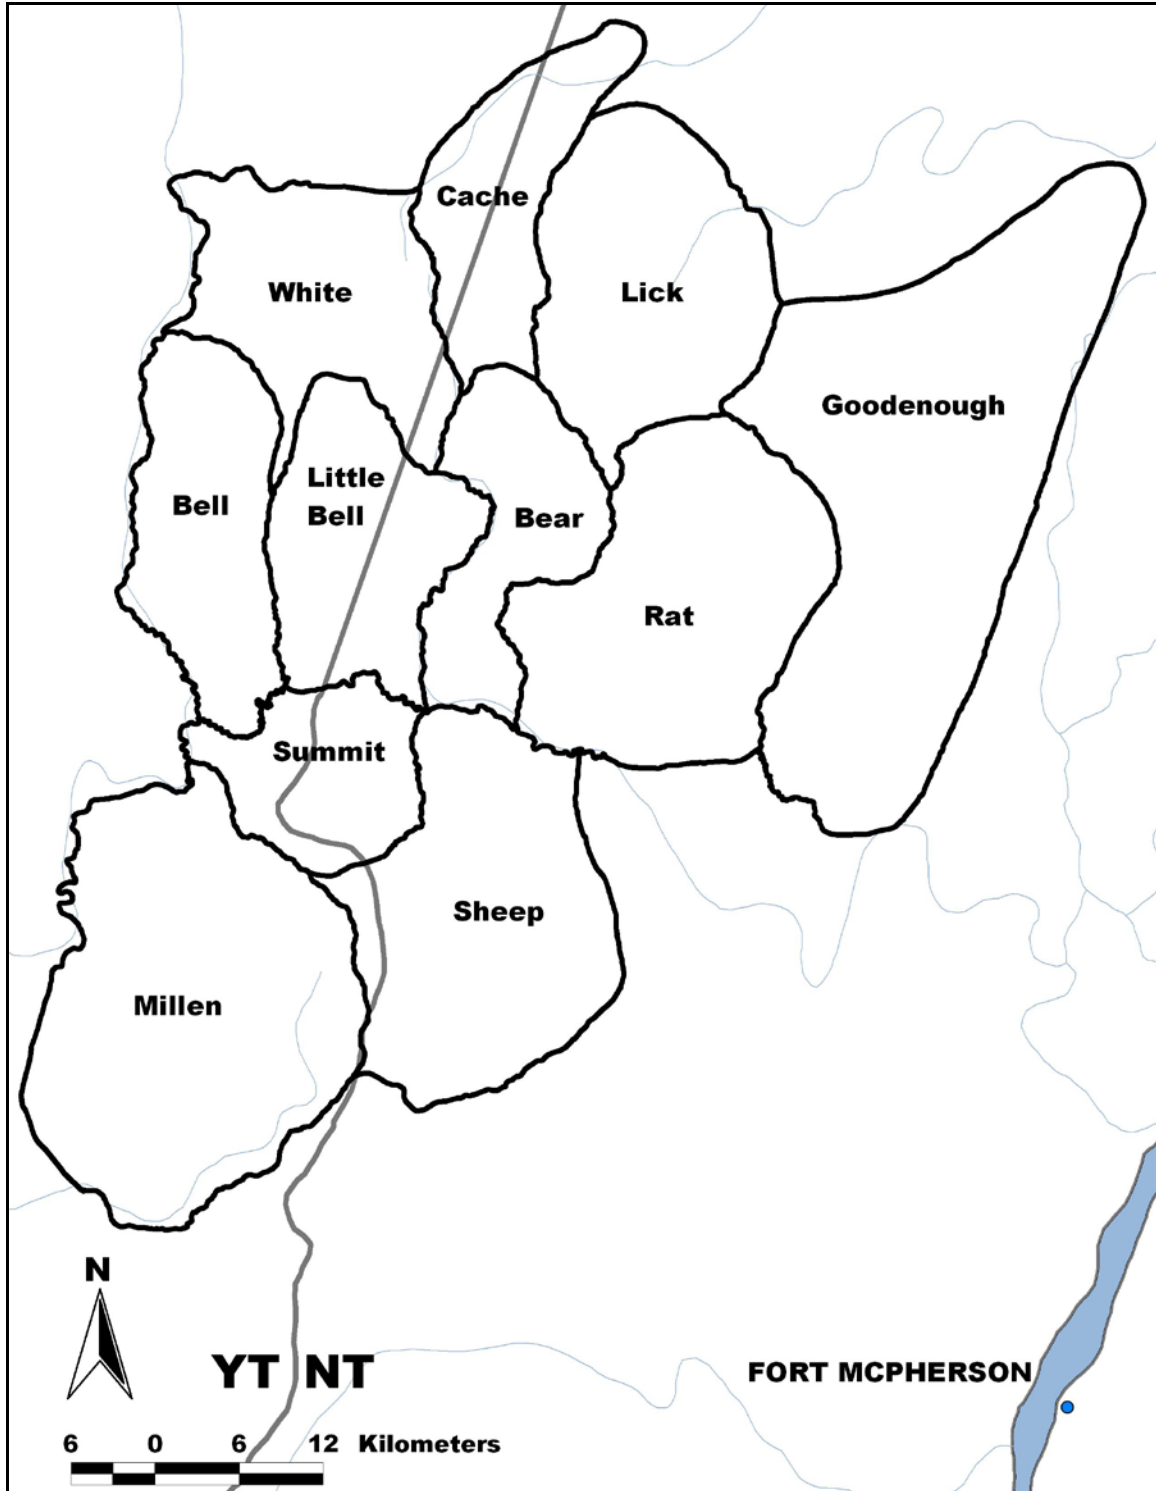 Cache
White
Lick
Goodenough
Little
Bell
Bell
Bear
Rat
Summit
Sheep
Millen
N
YT NT
FORT MCPHERSON
6 0 6 12 Kilometers